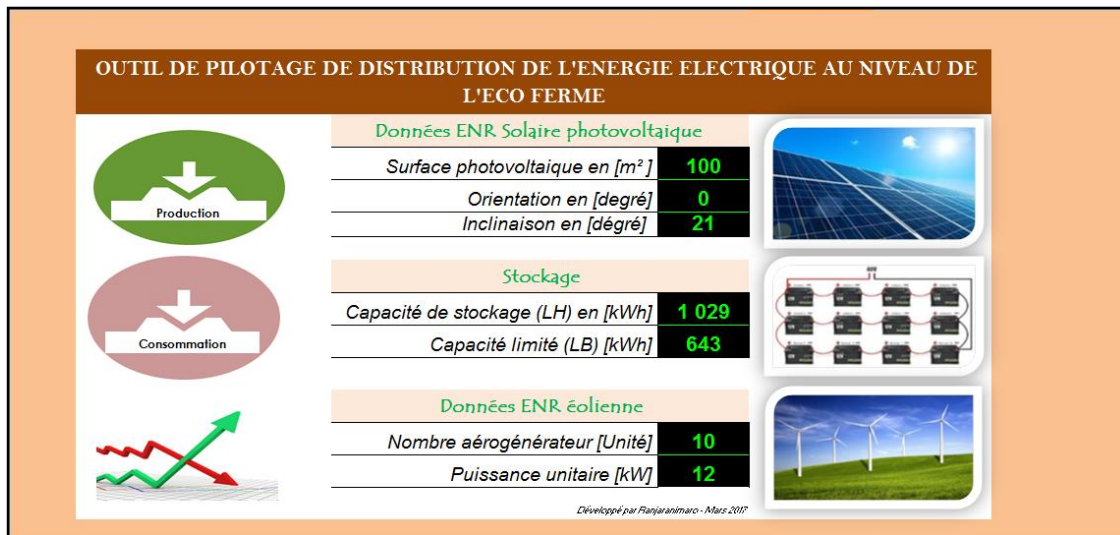 OUTIL DE PILOTAGE DE DISTRIBUTION DE L'ENERGIE ELECTRIQUE AU NIVEAU DE
L'ECO FERME
Production
Consommation
Données ENR Solaire photovoltaique
Surface photovoltaique en [m² ] 100
Orientation en [degré] 0
Inclinaison en [dégré] 21
Stockage
Capacité de stockage (LH) en [kWh] 1 029
Capacité limité (LB) [kWh] 643
Données ENR éolienne
Nombre aérogénérateur [Unité] 10
Puissance unitaire [kW] 12
Développé par Ranjaranimaro - Mars 2017